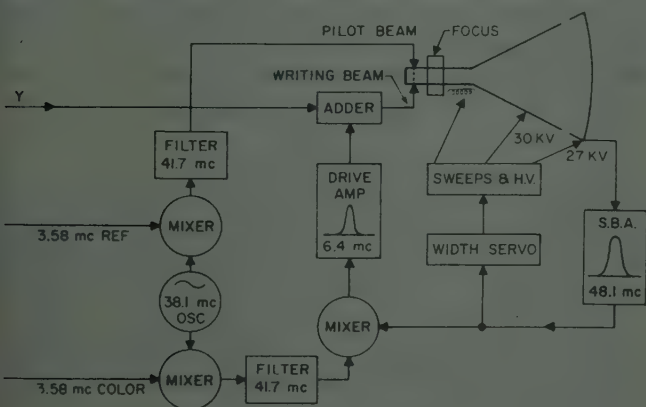 PILOT BEAM
FOCUS
WRITING BEAM
Y
ADDER
FILTER
41.7 mc
DRIVE
AMP
6.4 mc
30 KV
27 KV
SWEEPS & H.V.
S.B.A.
48.1 mc
MIXER
3.58 mc REF
WIDTH SERVO
38.1 mc
OSC
MIXER
MIXER
3.58 mc COLOR
FILTER
41.7 mc